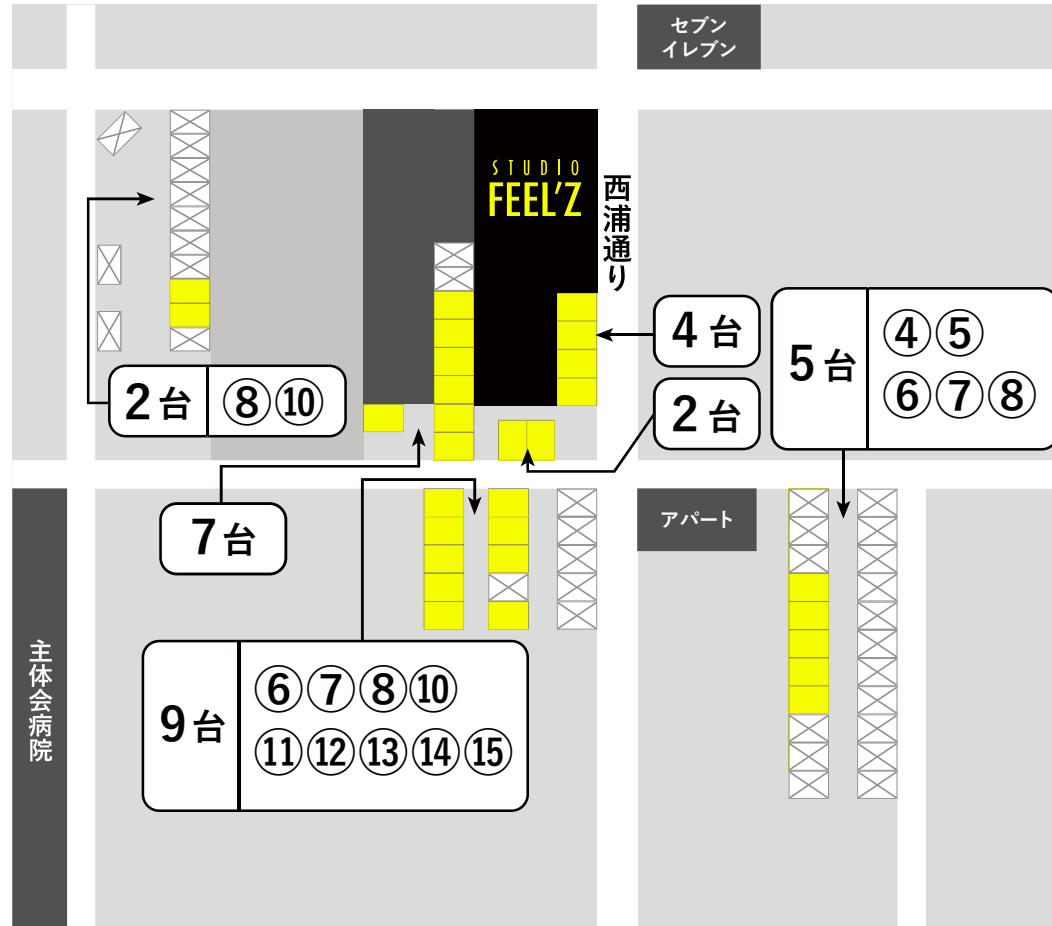 セブン
イレブン
STUDIO
FEEL'Z
西浦通り
4台
2台
5台
④⑤
⑥⑦⑧
2台
⑧⑩
7台
アパート
9台
⑥⑦⑧⑩
⑪⑫⑬⑭⑮
主体会病院